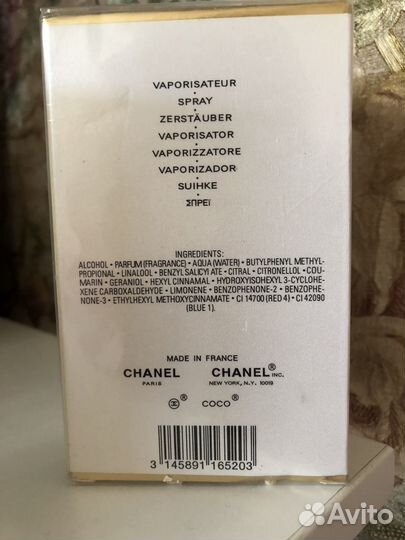 VAPORISATEUR
SPRAY
ZERSTÄUBER
VAPORISATOR
VAPORIZZATORE
VAPORIZADOR
SUIHKE
ΣΠΡΕΪ
INGREDIENTS:
ALCOHOL • PARFUM (FRAGRANCE) • AQUA (WATER) • BUTYLPHENYL METHYL-
PROPIONAL • LINALOOL • BENZYL SALICYLATE • CITRAL • CITRONELLOL • COU-
MARIN • GERANIOL • HEXYL CINNAMAL • HYDROXYISOHEXYL 3-CYCLOHE-
XENE CARBOXALDEHYDE • LIMONENE • BENZOPHENONE-2 • BENZOPHE-
NONE-3 • ETHYLHEXYL METHOXYCINNAMATE • CI 14700 (RED 4) • CI 42090
(BLUE 1).
MADE IN FRANCE
CHANEL CHANEL® INC.
PARIS NEW YORK, N.Y. 10019
® COCO®
3 145891 165203
Avito